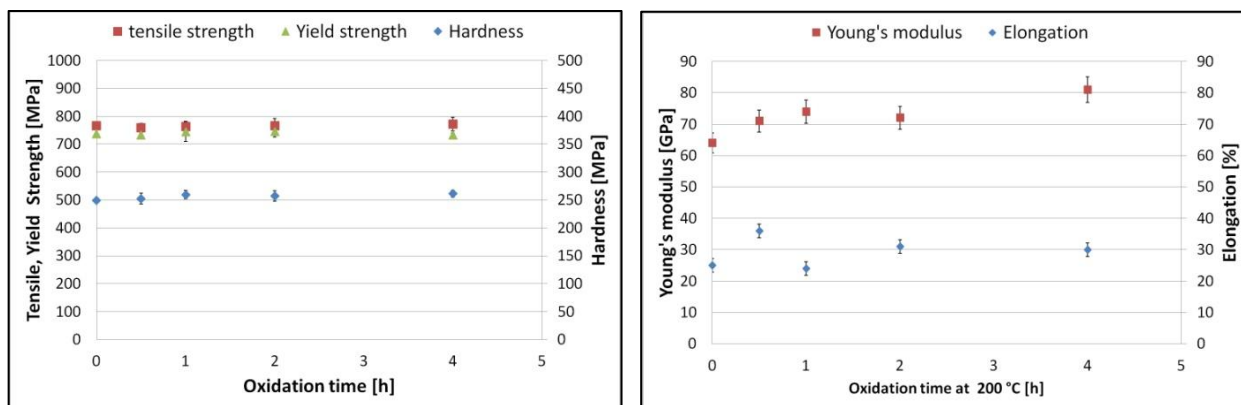 tensile strength Yield strength Hardness
1000 500
900 450
800 400
700 350
600 300
500 250
400 200
300 150
200 100
100 50
0 0
0 1 2 3 4 5
Tensile, Yield Strength [MPa]
Hardness [MPa]
Oxidation time [h]
Young's modulus Elongation
90 90
80 80
70 70
60 60
50 50
40 40
30 30
20 20
10 10
0 0
0 1 2 3 4 5
Young's modulus [GPa]
Elongation [%]
Oxidation time at 200 °C [h]